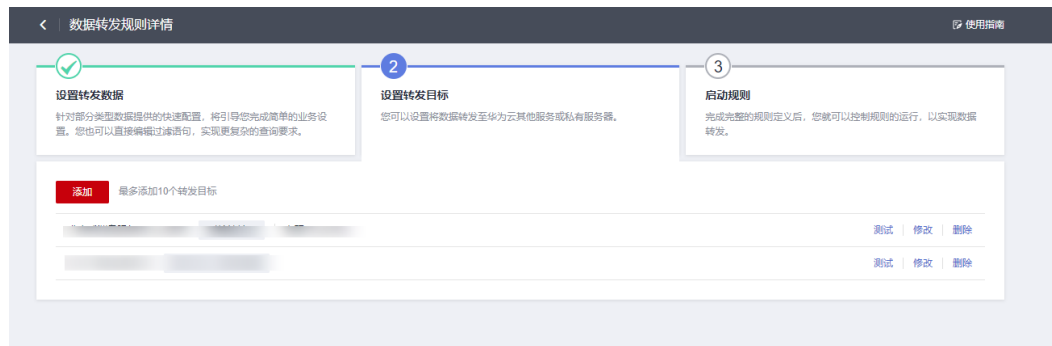 数据转发规则详情
使用指南
2
3
设置转发数据
设置转发目标
启动规则
针对部分类型数据提供的快速配置，将引导您完成简单的业务设
置。您也可以直接编辑过滤语句，实现更复杂的查询要求。
您可以设置将数据转发至华为云其他服务或私有服务器。
完成完整的规则定义后，您就可以控制规则的运行，以实现数据
转发。
添加 最多添加10个转发目标
测试 修改 删除
测试 修改 删除